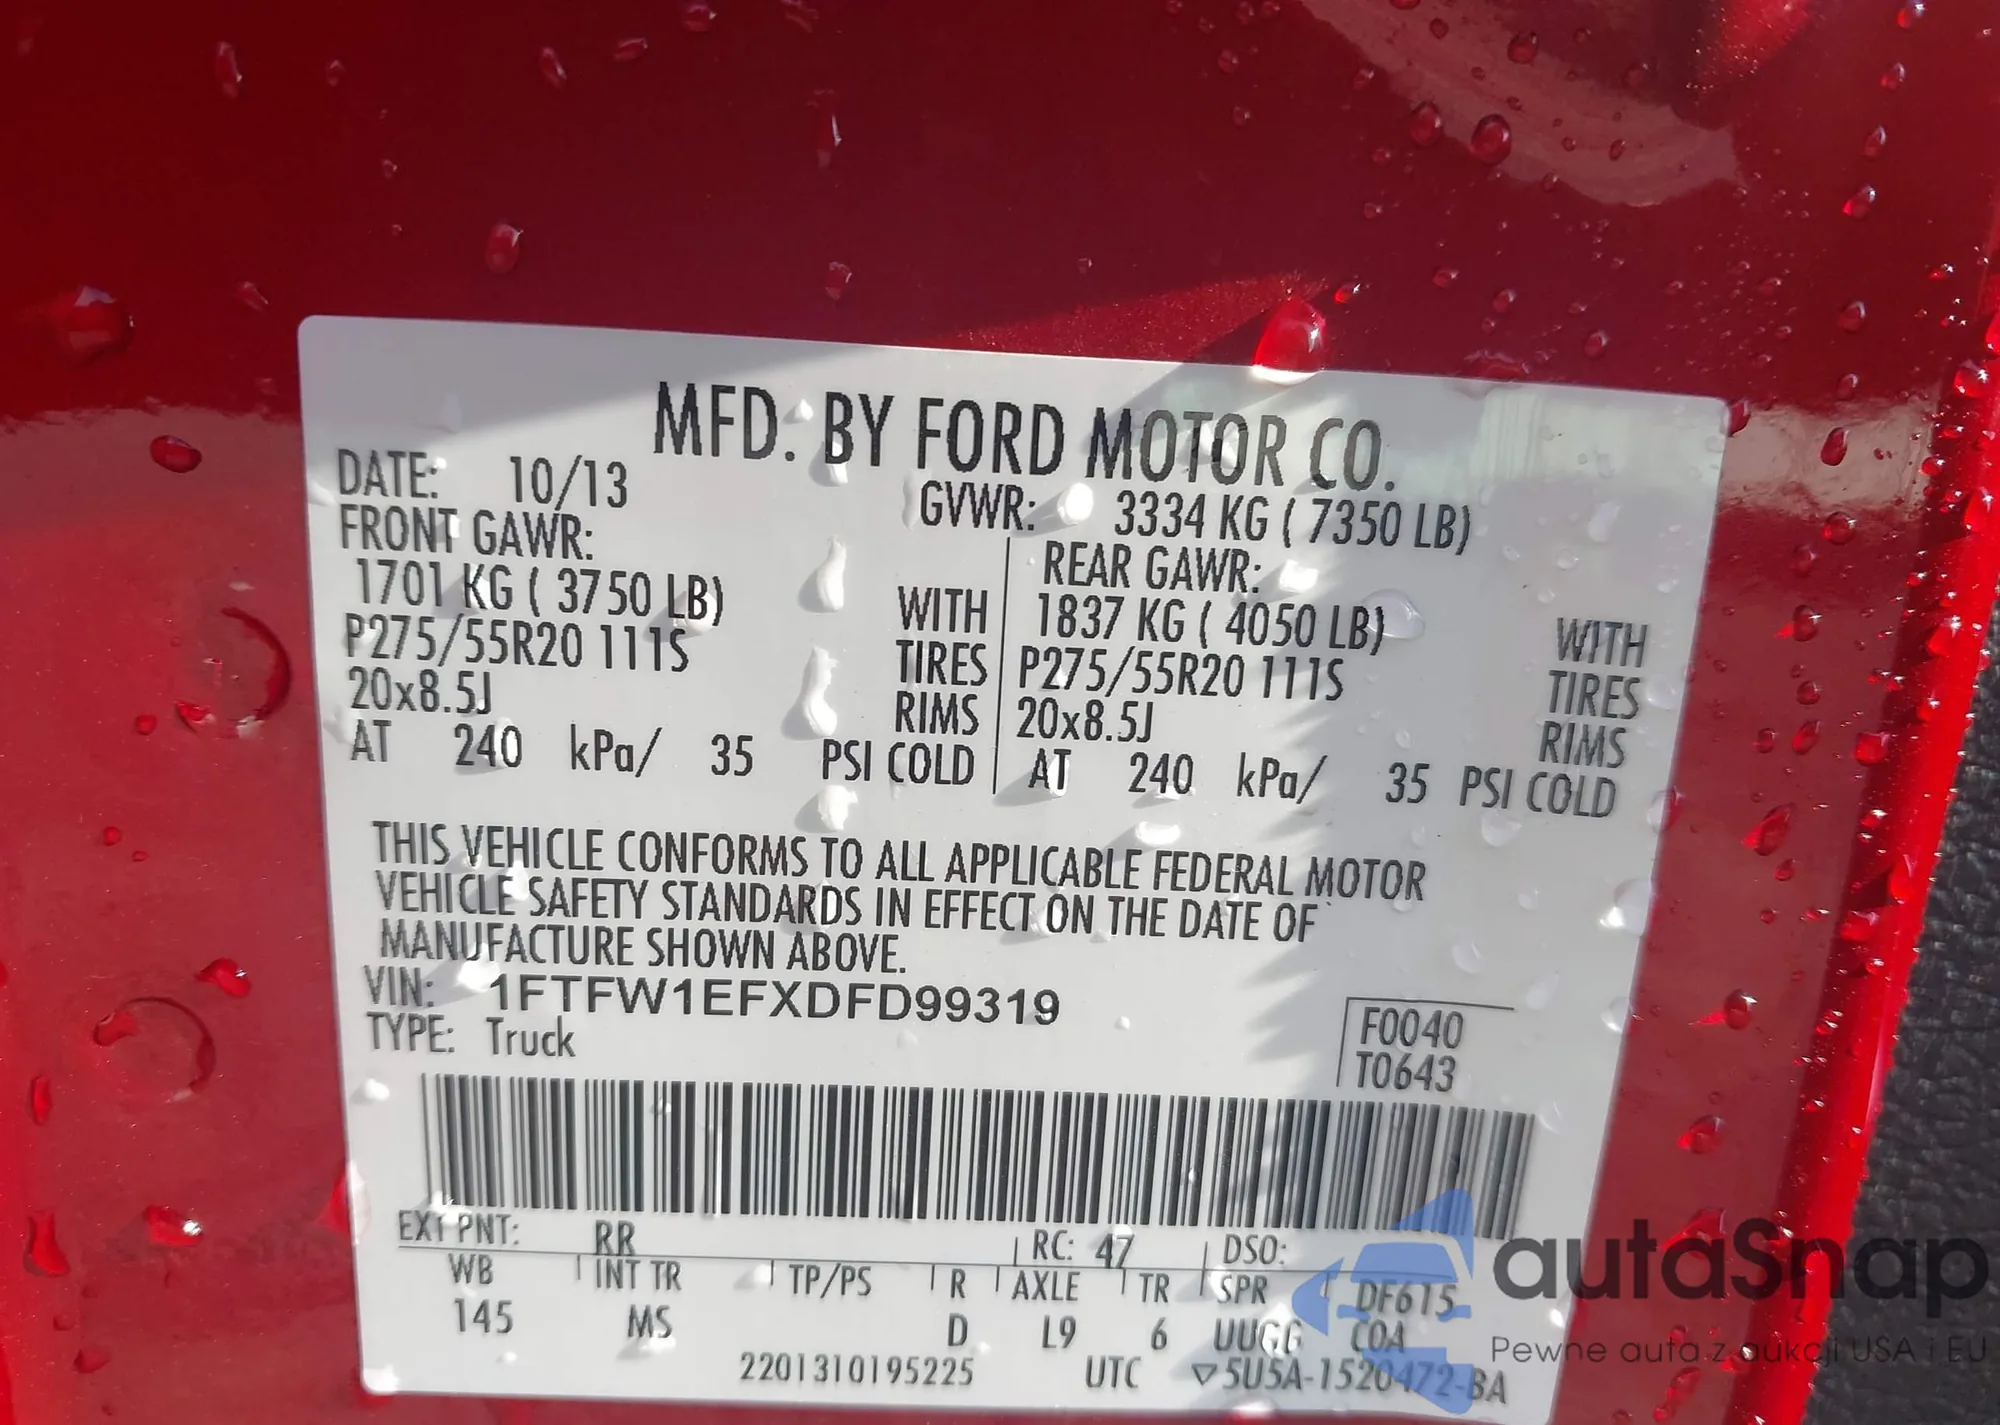 MFD. BY FORD MOTOR CO.
DATE: 10/13 GVWR: 3334 KG ( 7350 LB)
FRONT GAWR: REAR GAWR:
1701 KG ( 3750 LB) WITH 1837 KG ( 4050 LB) WITH
P275/55R20 111S TIRES P275/55R20 111S TIRES
20x8.5J RIMS 20x8.5J RIMS
AT 240 kPa/ 35 PSI COLD AT 240 kPa/ 35 PSI COLD
THIS VEHICLE CONFORMS TO ALL APPLICABLE FEDERAL MOTOR
VEHICLE SAFETY STANDARDS IN EFFECT ON THE DATE OF
MANUFACTURE SHOWN ABOVE.
VIN: 1FTFW1EFXDFD99319
TYPE: Truck
F0040
T0643
EXT PNT: RR RC: 47 DSO:
WB INT TR TP/PS R AXLE TR SPR DF615
145 MS D L9 6 UUGG COA
2201310195225 UTC ▽5U5A-1520472-BA
autaSnap
Pewne auta z aukcji USA i EU